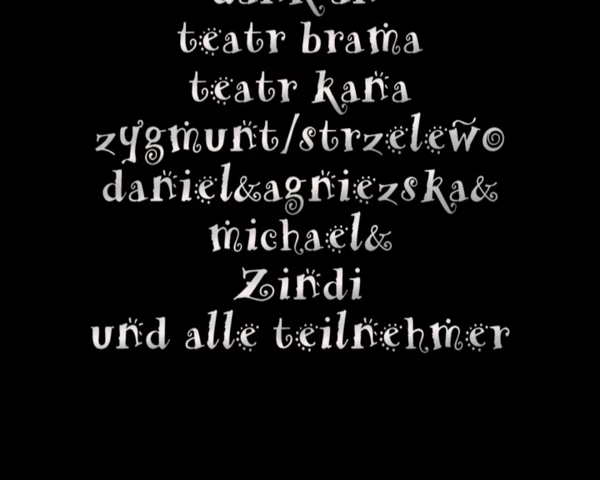 teatr brama
teatr kana
zygmunt/strzelewo
daniel&agniezska&
michael&
Zindi
und alle teilnehmer